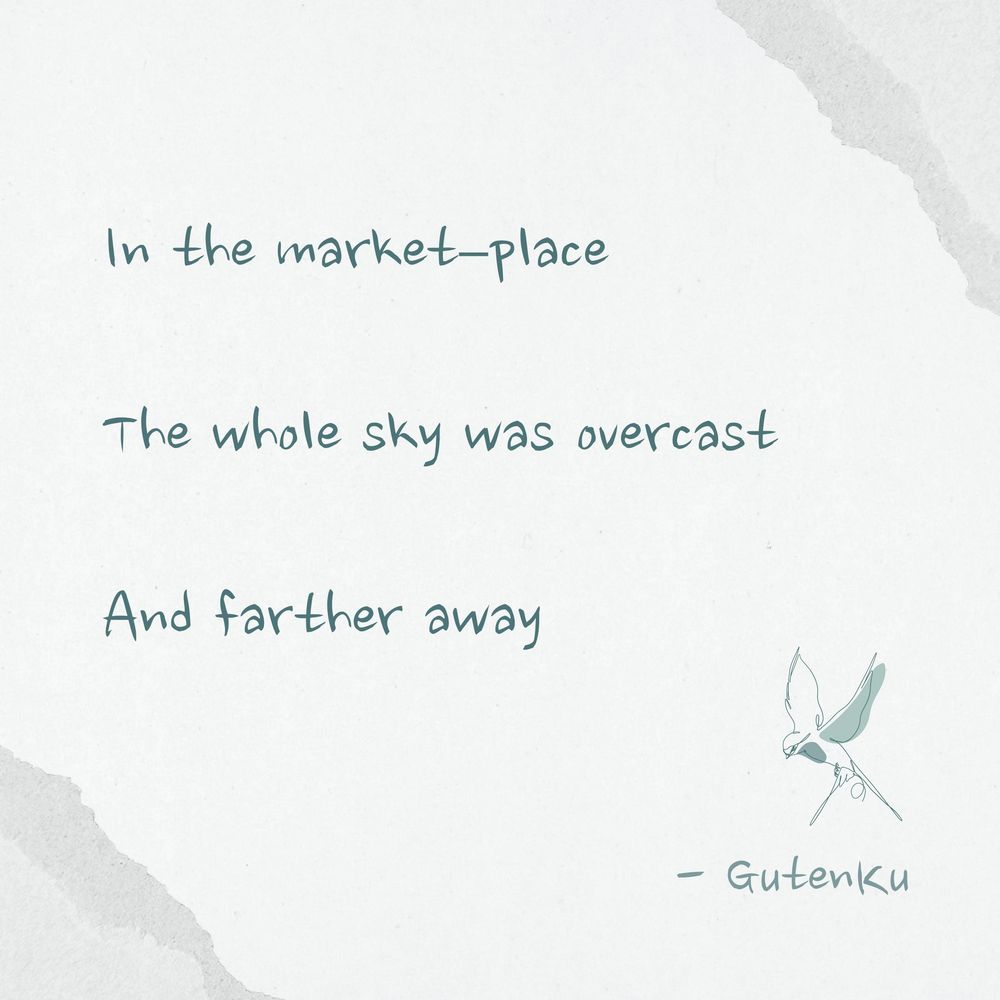 In the market—place
The whole sky was overcast
And farther away
- GutenKu